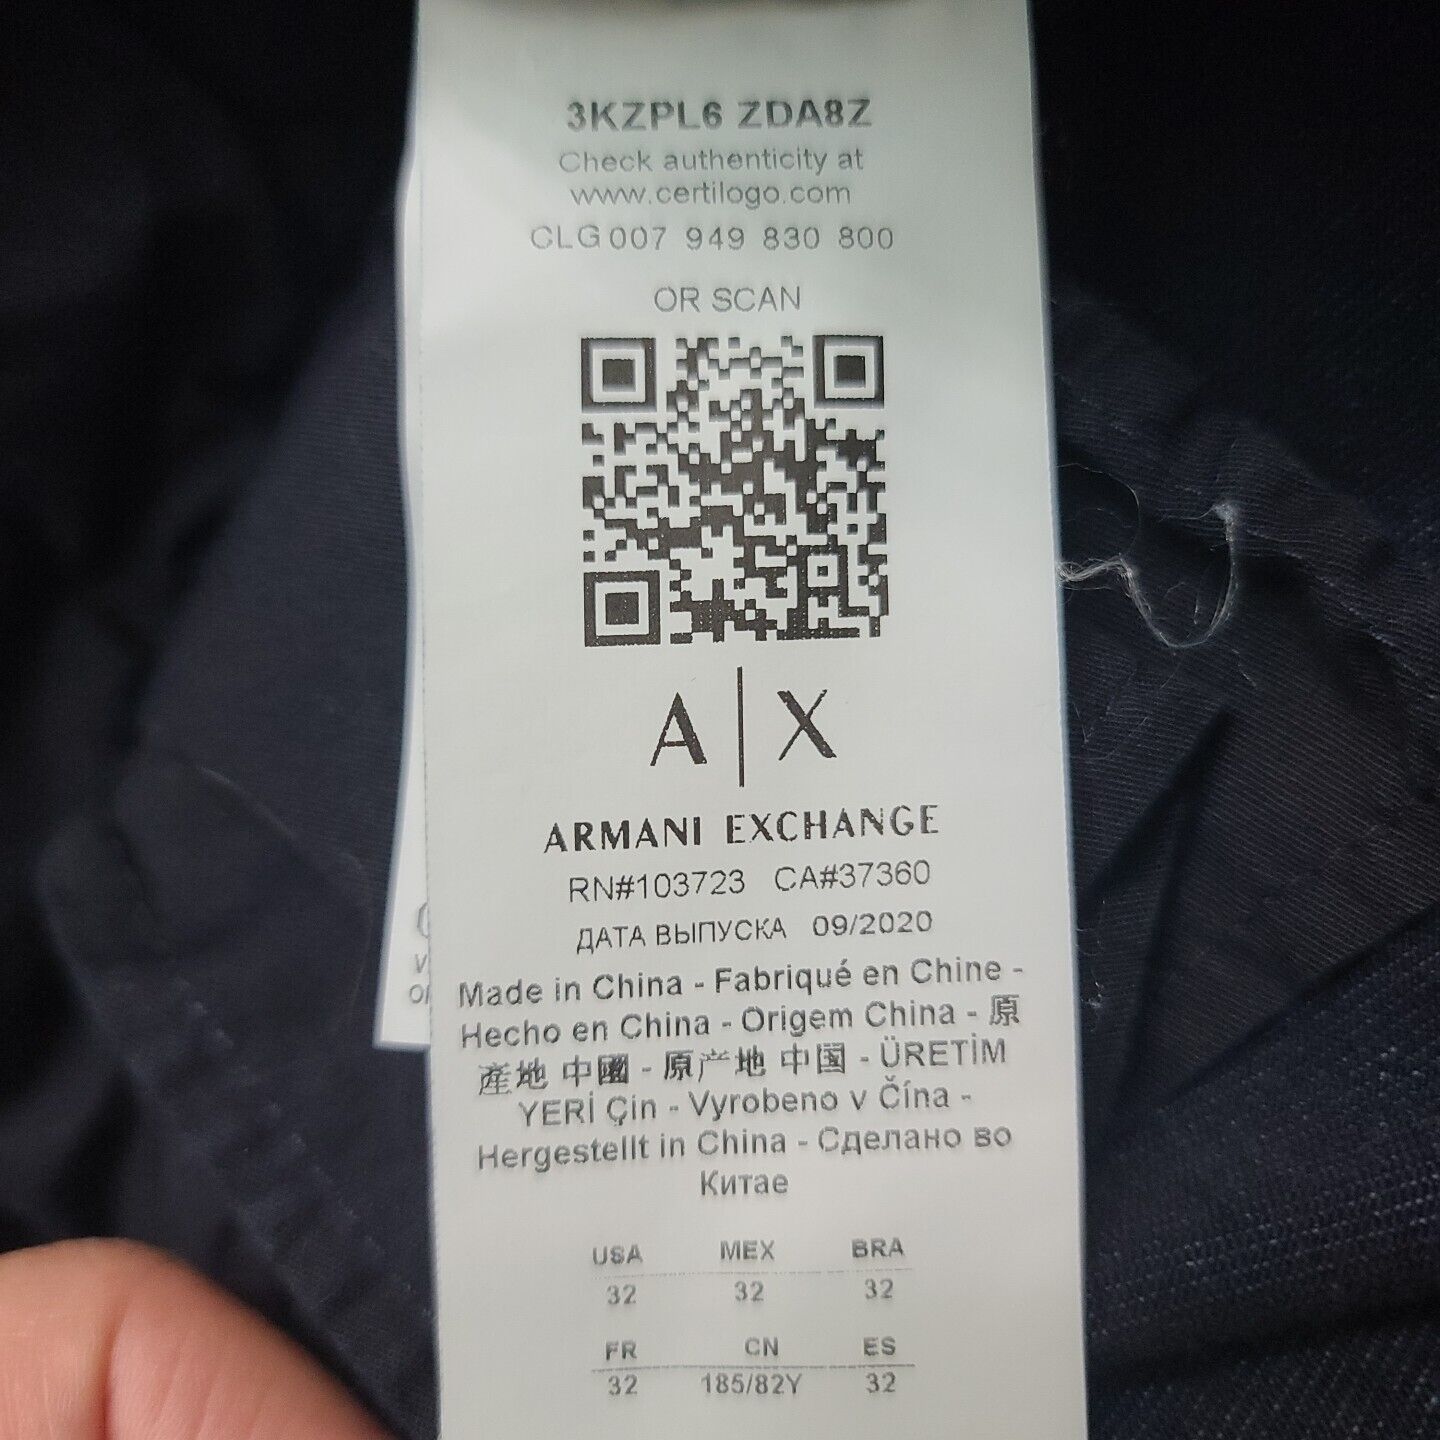 3KZPL6 ZDA8Z
Check authenticity at
www.certilogo.com
CLG007 949 830 800
OR SCAN
A|X
ARMANI EXCHANGE
RN#103723 CA#37360
ДАТА ВЫПУСКА 09/2020
Made in China - Fabriqué en Chine -
Hecho en China - Origem China - 原
產地 中國 - 原产地 中国 - ÜRETİM
YERİ Çin - Vyrobeno v Čína -
Hergestellt in China - Сделано во
Китае
USA MEX BRA
32 32 32
FR CN ES
32 185/82Y 32